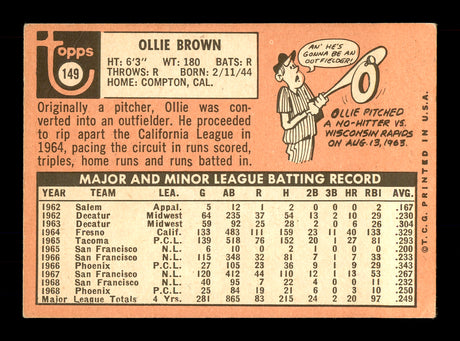 topps
149
OLLIE BROWN
HT: 6'3" WT: 180 BATS: R
THROWS: R BORN: 2/11/44
HOME: COMPTON, CAL.
Originally a pitcher, Ollie was con-
verted into an outfielder. He proceeded
to rip apart the California League in
1964, pacing the circuit in runs scored,
triples, home runs and runs batted in.
AN' HE'S
GONNA BE AN
OUTFIELDER!
OLLIE PITCHED
A NO-HITTER VS.
WISCONSIN RAPIDS
ON AUG. 13, 1963.
MAJOR AND MINOR LEAGUE BATTING RECORD
YEAR TEAM LEA. G AB R H 2B 3B HR RBI AVG.
1962 Salem Appal. 5 12 1 2 0 0 0 2 .167
1962 Decatur Midwest 64 235 37 54 13 2 10 29 .230
1963 Decatur Midwest 59 92 25 28 2 0 6 26 .304
1964 Fresno Calif. 133 483 111 159 23 11 40 133 .329
1965 Tacoma P.C.L. 139 518 76 152 20 1 27 81 .293
1965 San Francisco N.L. 6 10 0 2 1 0 0 0 .200
1966 San Francisco N.L. 115 348 32 81 7 1 7 33 .233
1966 Phoenix P.C.L. 27 105 23 36 9 1 9 29 .343
1967 San Francisco N.L. 120 412 44 110 12 1 13 53 .267
1968 San Francisco N.L. 40 95 7 22 4 0 0 11 .232
1968 Phoenix P.C.L. 25 84 19 21 6 0 3 10 .250
Major League Totals 4 Yrs. 281 865 83 215 24 2 20 97 .249
© T.C.G. PRINTED IN U.S.A.